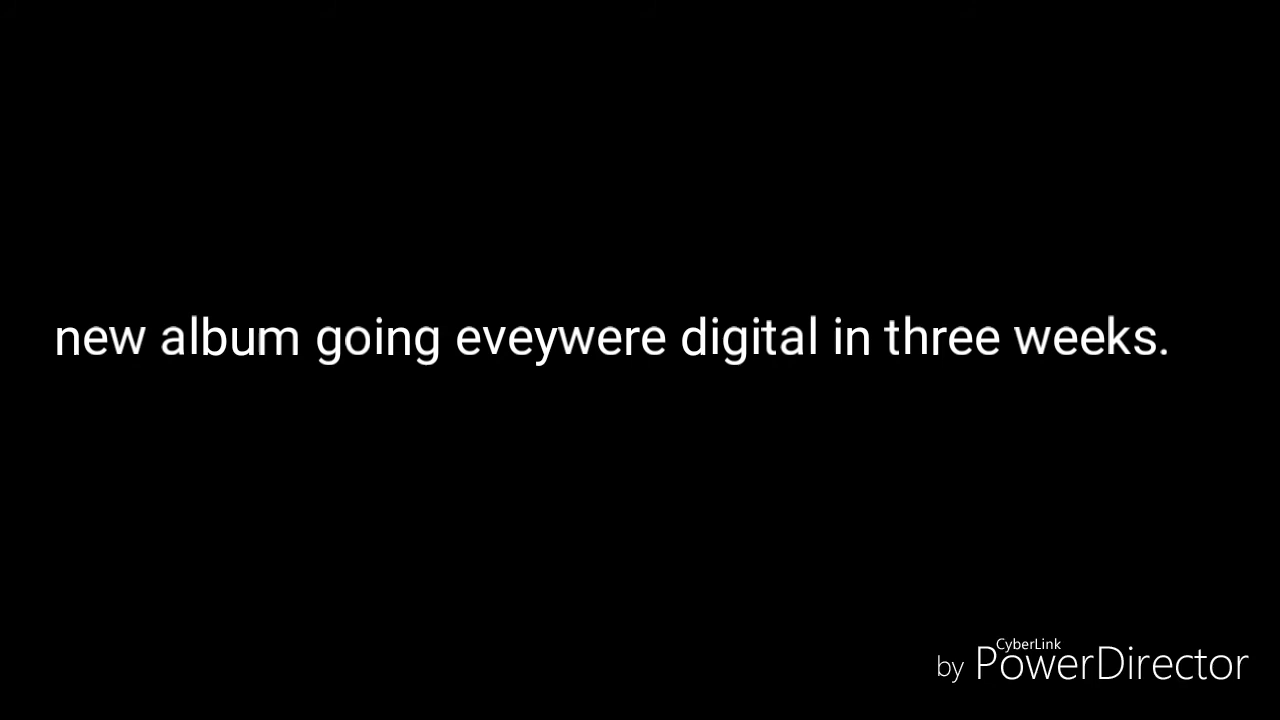 new album going eveywere digital in three weeks.
CyberLink
by PowerDirector